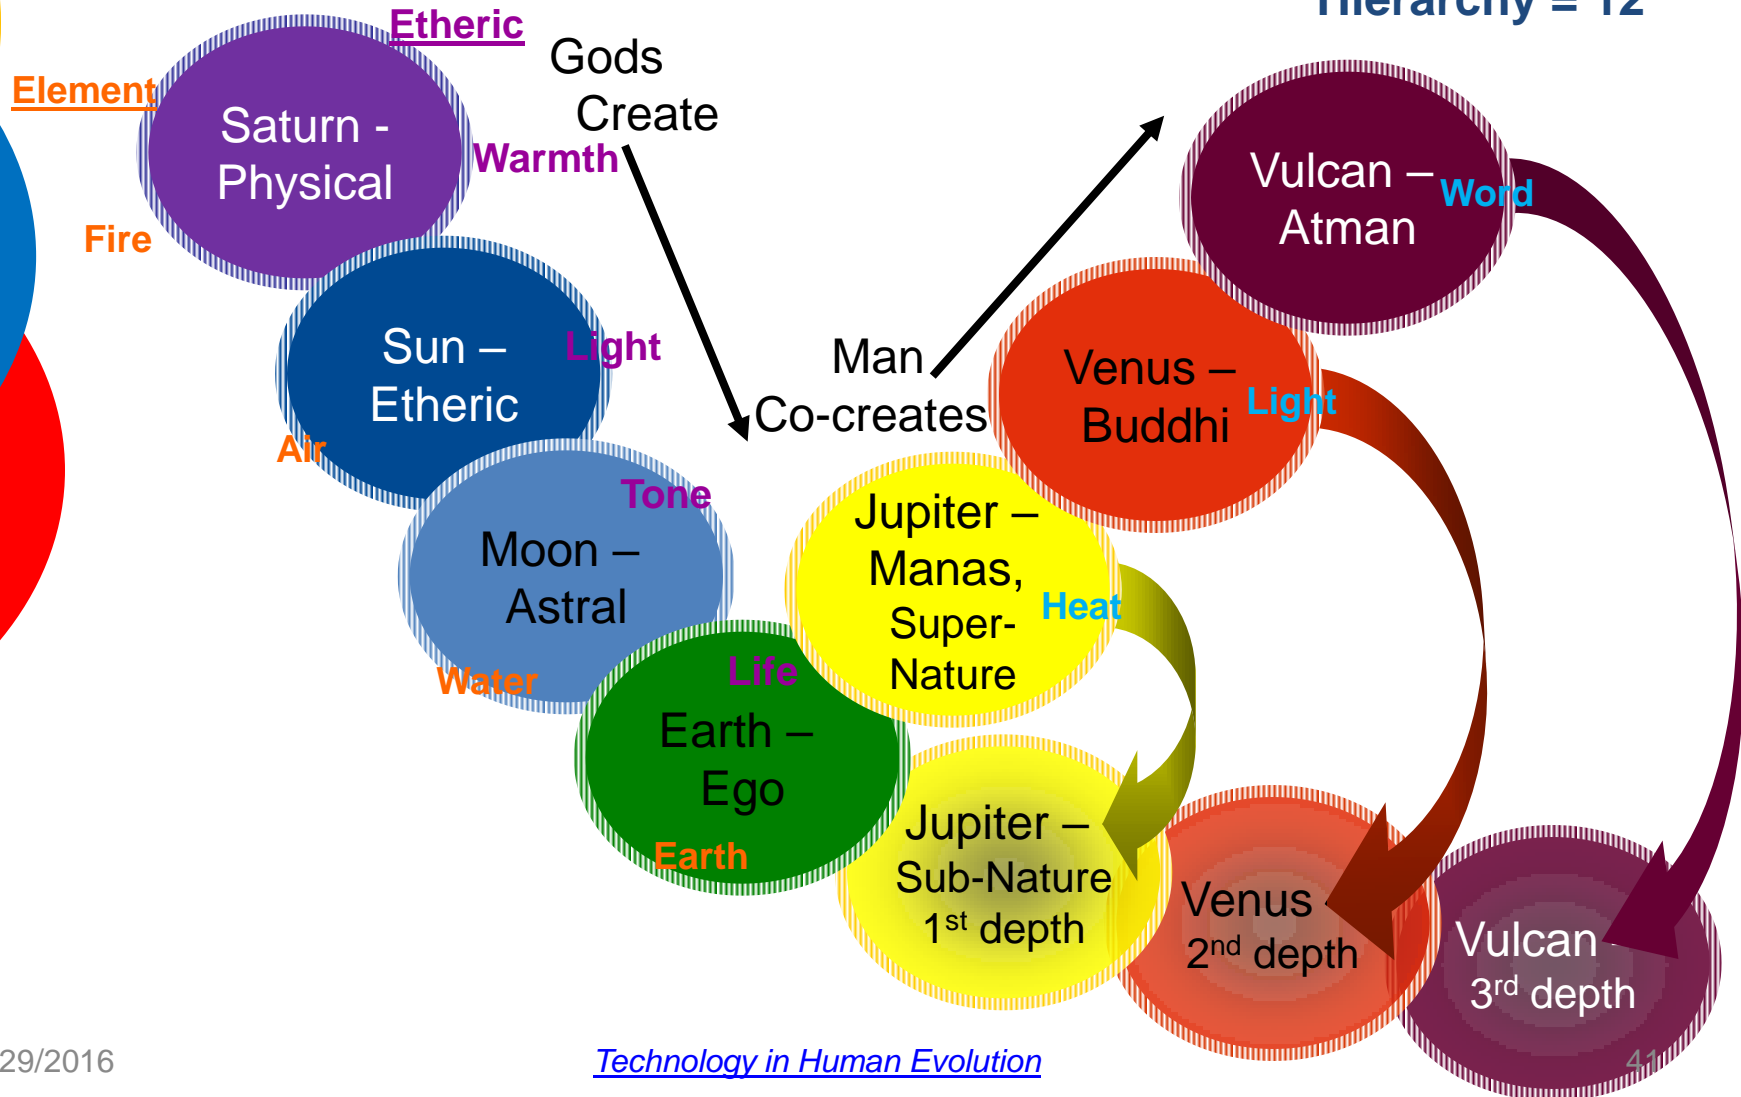 Hierarchy = 12
Etheric
Gods
Create
Element
Saturn -
Physical
Warmth
Fire
Vulcan –
Atman
Word
Sun –
Etheric
Light
Air
Man
Co-creates
Venus –
Buddhi
Light
Tone
Moon –
Astral
Water
Jupiter –
Manas,
Super-
Nature
Heat
Life
Earth –
Ego
Earth
Jupiter –
Sub-Nature
1st depth
Venus -
2nd depth
Vulcan -
3rd depth
29/2016
Technology in Human Evolution
41